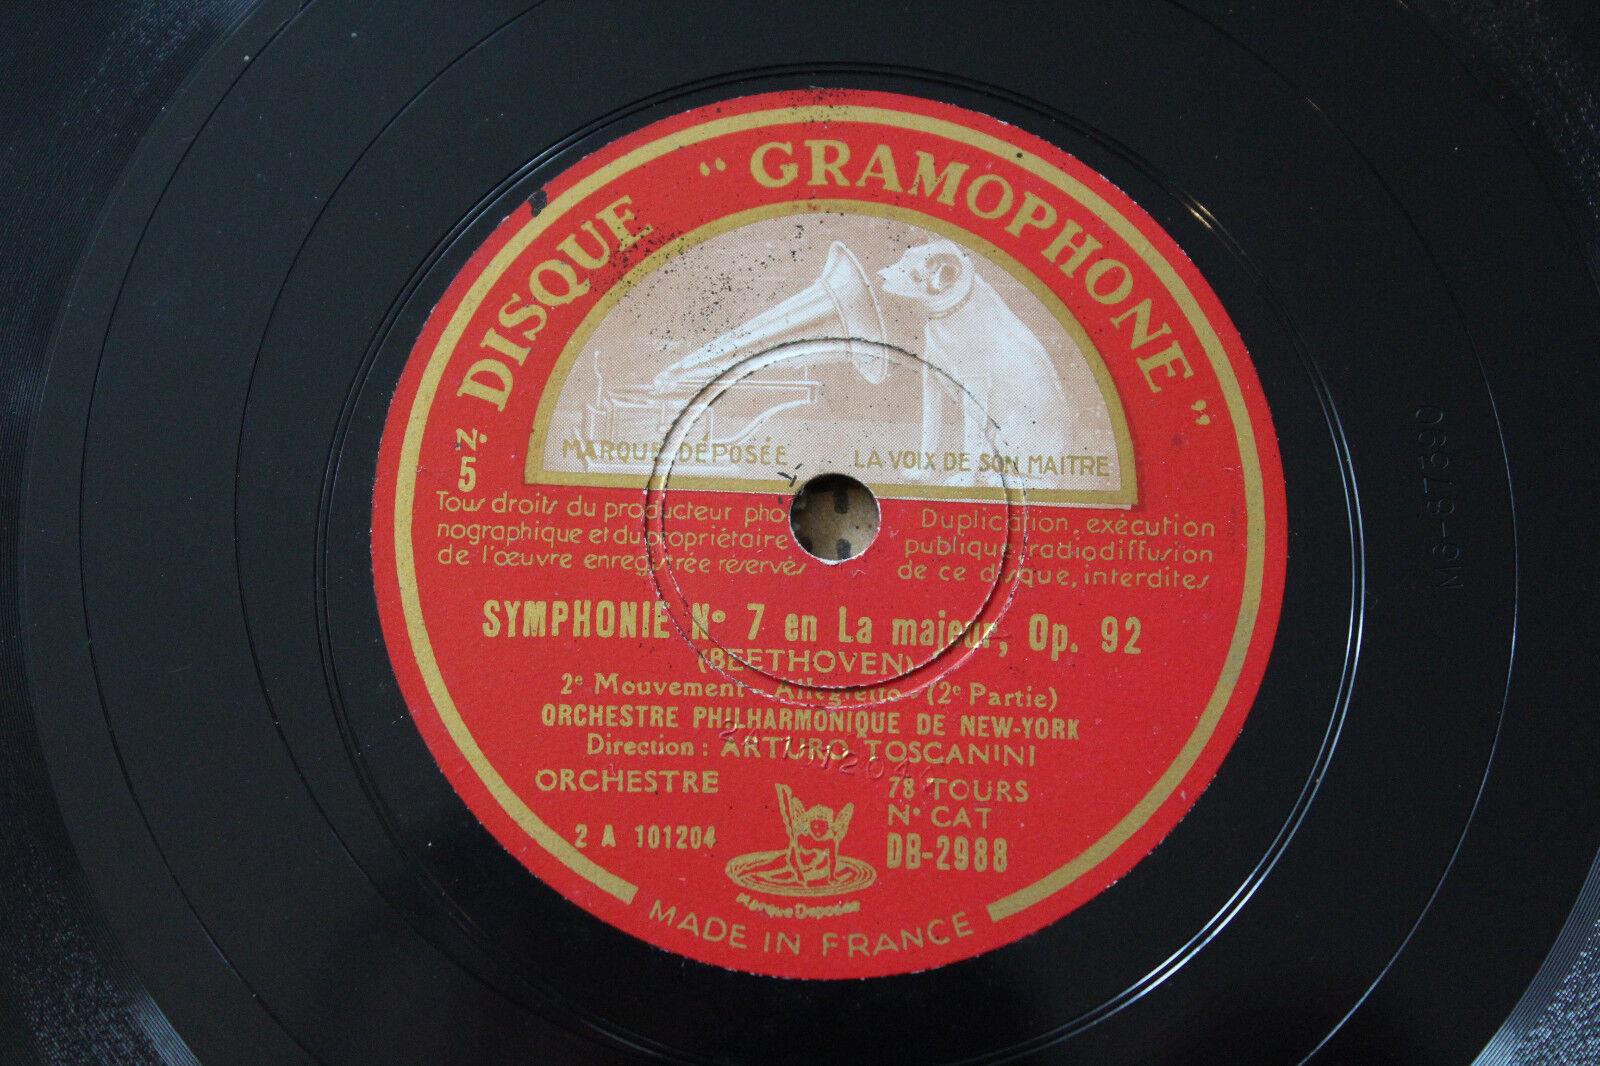 DISQUE “GRAMOPHONE”
N.
5
MARQUE DÉPOSÉE
LA VOIX DE SON MAITRE
Tous droits du producteur pho-
nographique et du propriétaire
de l'œuvre enregistrée réservés
Duplication, exécution
publique, radiodiffusion
de ce disque, interdites
SYMPHONIE No 7 en La majeur, Op. 92
(BEETHOVEN)
2e Mouvement - Allegretto - (2e Partie)
ORCHESTRE PHILHARMONIQUE DE NEW-YORK
Direction : ARTURO TOSCANINI
ORCHESTRE
78 TOURS
No CAT
2 A 101204
DB-2988
Marque Déposée
MADE IN FRANCE